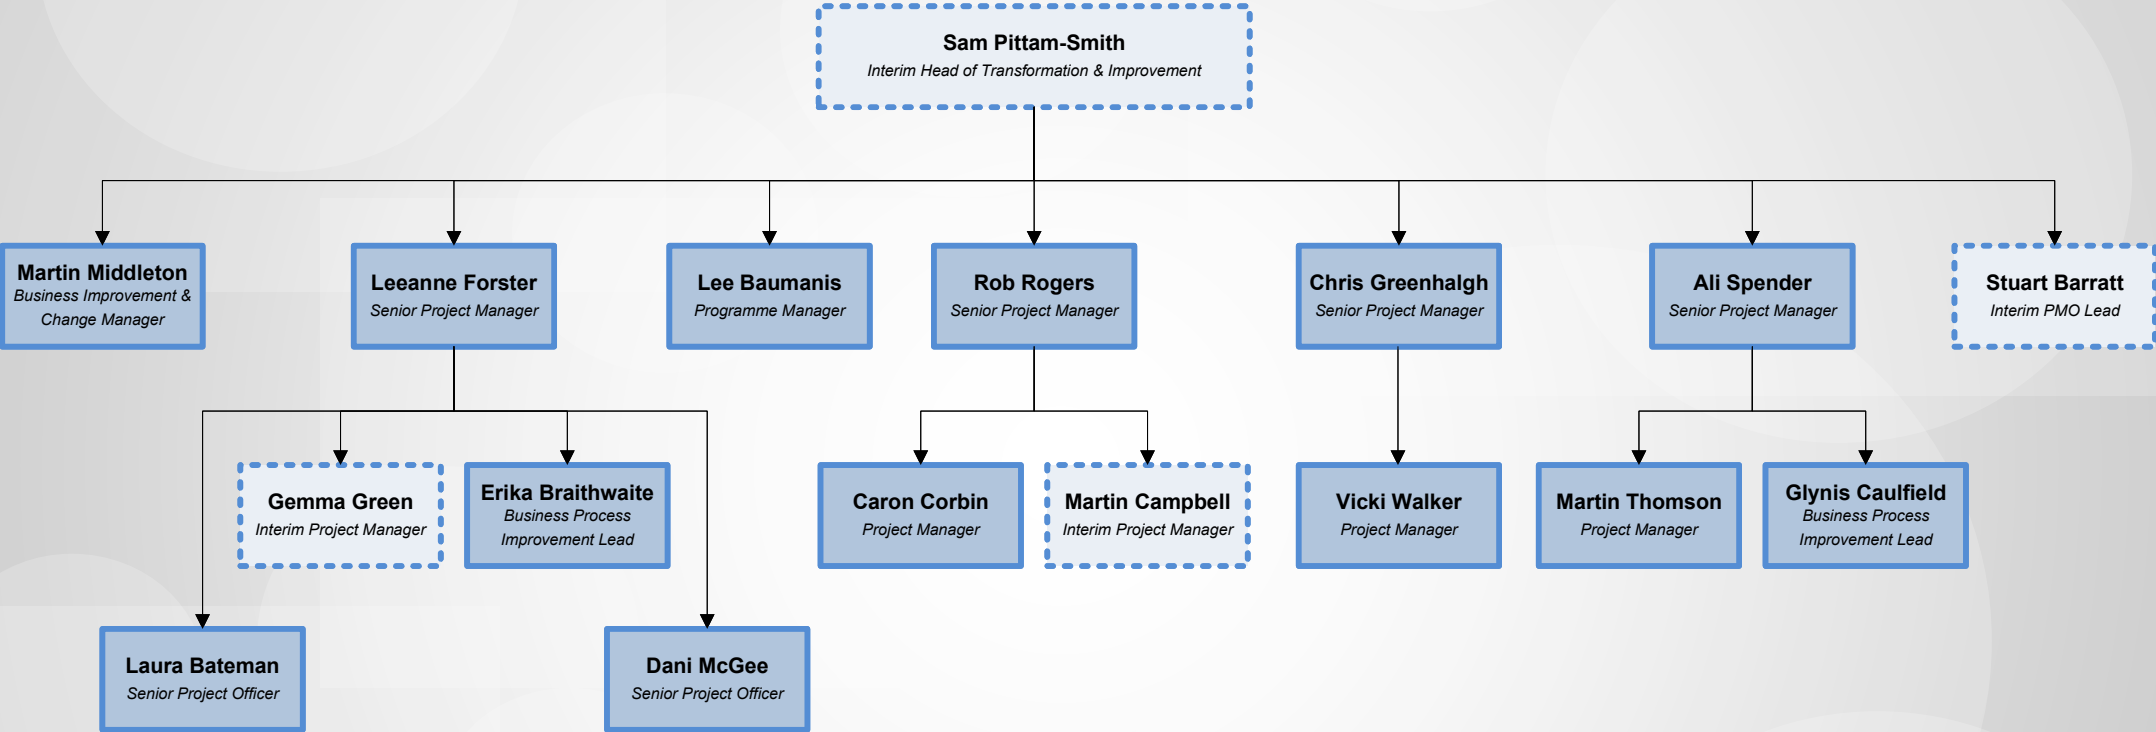 Sam Pittam-Smith
Interim Head of Transformation & Improvement
Martin Middleton
Business Improvement &
Change Manager
Leeanne Forster
Senior Project Manager
Lee Baumanis
Programme Manager
Rob Rogers
Senior Project Manager
Chris Greenhalgh
Senior Project Manager
Ali Spender
Senior Project Manager
Stuart Barratt
Interim PMO Lead
Gemma Green
Interim Project Manager
Erika Braithwaite
Business Process
Improvement Lead
Caron Corbin
Project Manager
Martin Campbell
Interim Project Manager
Vicki Walker
Project Manager
Martin Thomson
Project Manager
Glynis Caulfield
Business Process
Improvement Lead
Laura Bateman
Senior Project Officer
Dani McGee
Senior Project Officer